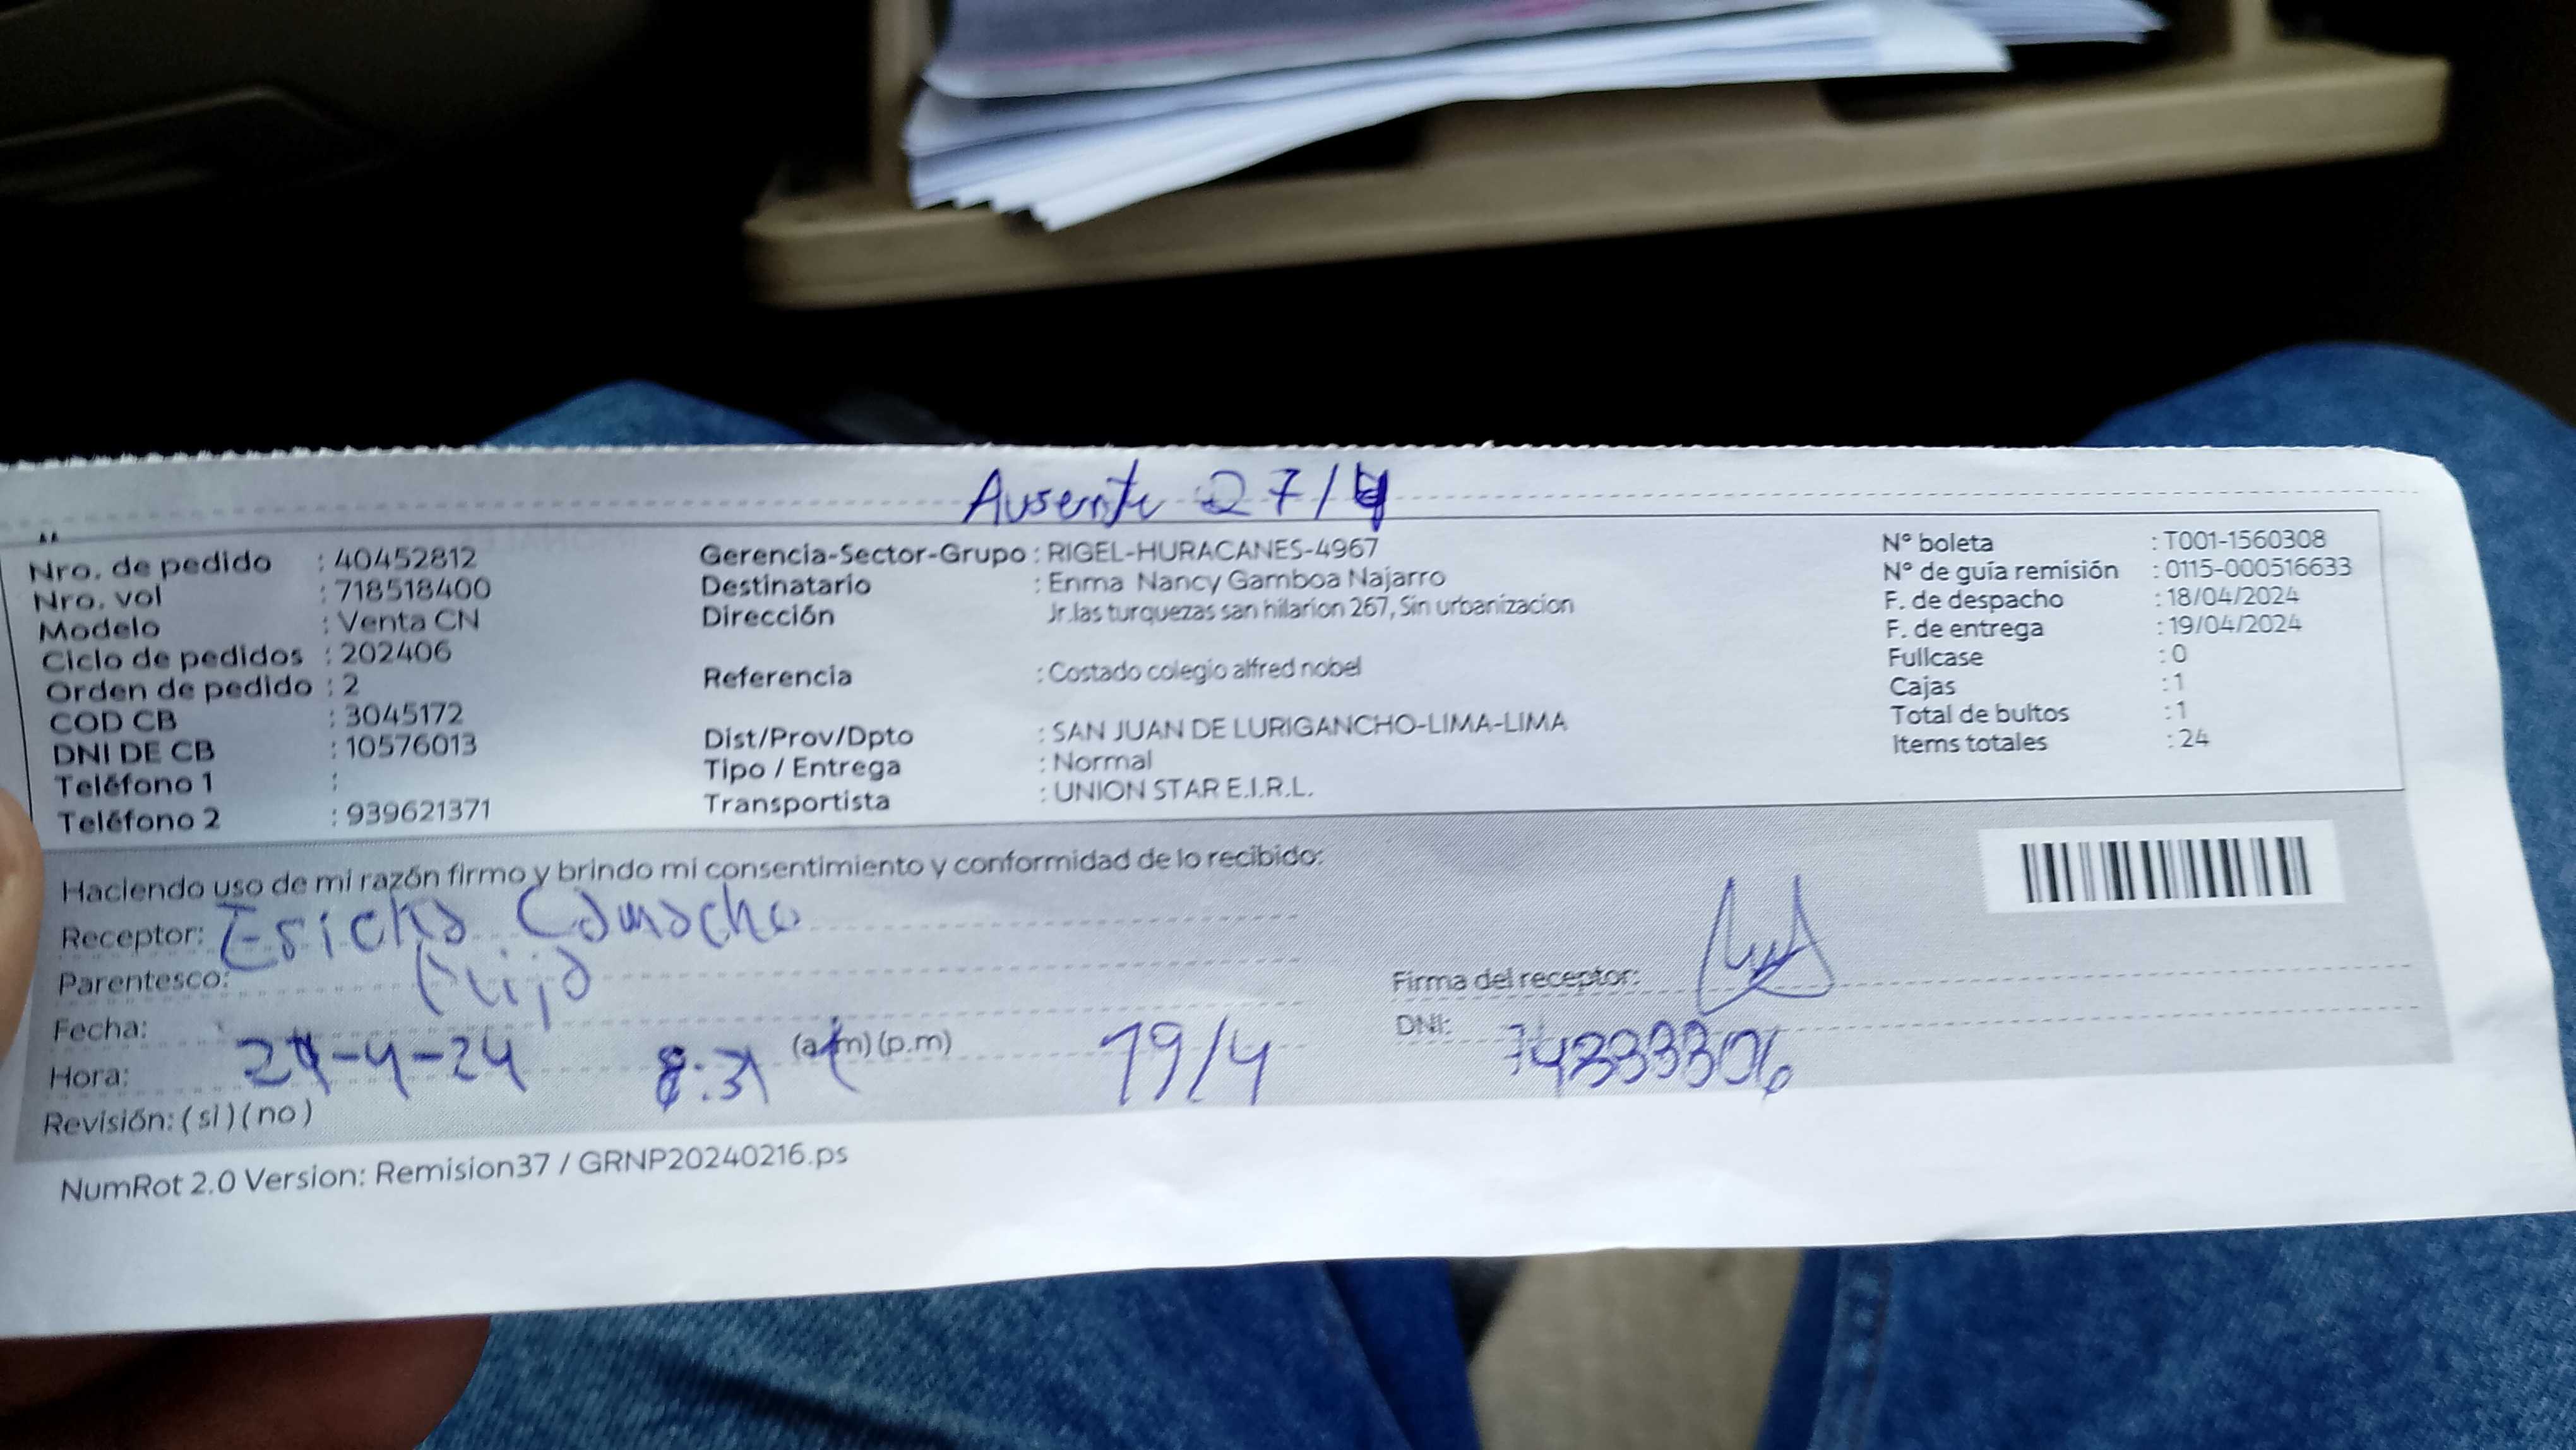 Ausente 27/4
Nro. de pedido : 40452812
Nro. vol : 718518400
Modelo : Venta CN
Ciclo de pedidos : 202406
Orden de pedido : 2
COD CB : 3045172
DNI DE CB : 10576013
Teléfono 1 :
Teléfono 2 : 939621371
Gerencia-Sector-Grupo : RIGEL-HURACANES-4967
Destinatario : Enma Nancy Gamboa Najarro
Dirección Jr.las turquezas san hilarion 267, Sin urbanizacion
Referencia : Costado colegio alfred nobel
Dist/Prov/Dpto : SAN JUAN DE LURIGANCHO-LIMA-LIMA
Tipo / Entrega : Normal
Transportista : UNION STAR E.I.R.L.
N° boleta : T001-1560308
N° de guía remisión : 0115-000516633
F. de despacho : 18/04/2024
F. de entrega : 19/04/2024
Fullcase : 0
Cajas : 1
Total de bultos : 1
Items totales : 24
Haciendo uso de mi razón firmo y brindo mi consentimiento y conformidad de lo recibido:
Receptor: Ericka Camacho
Parentesco: Hija
Firma del receptor:
Fecha:
DNI:
Hora: -4-24 8:31 (a.m) (p.m) 19/4
Revisión: (si) (no)
NumRot 2.0 Version: Remision37 / GRNP20240216.ps